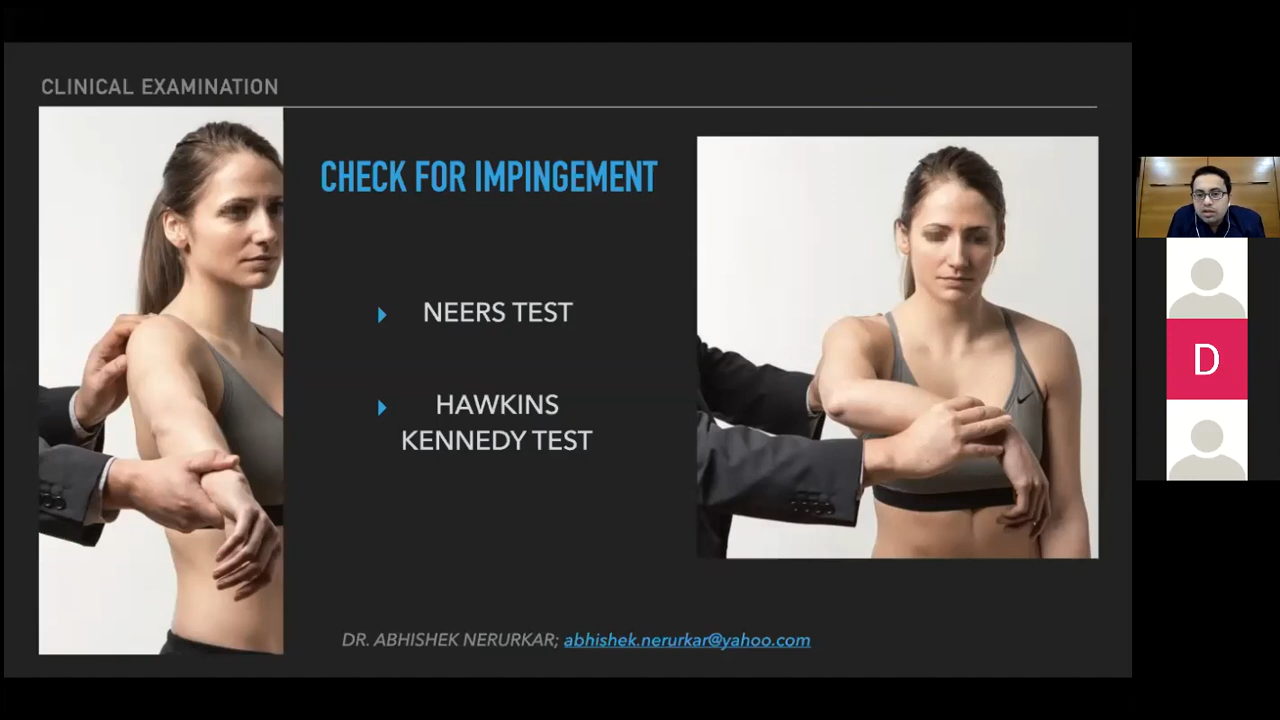 CLINICAL EXAMINATION
CHECK FOR IMPINGEMENT
NEERS TEST
HAWKINS
KENNEDY TEST
DR. ABHISHEK NERURKAR; abhishek.nerurkar@yahoo.com
D